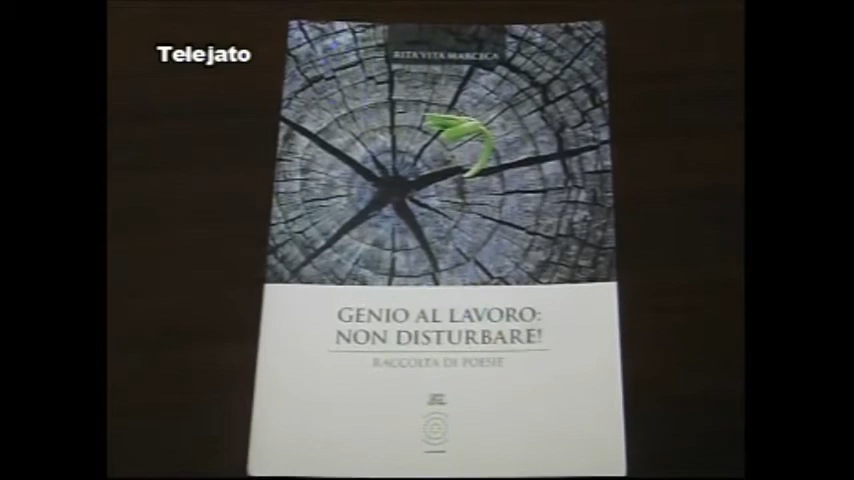 Telejato
RITA VITA MARCECA
GENIO AL LAVORO:
NON DISTURBARE!
RACCOLTA DI POESIE